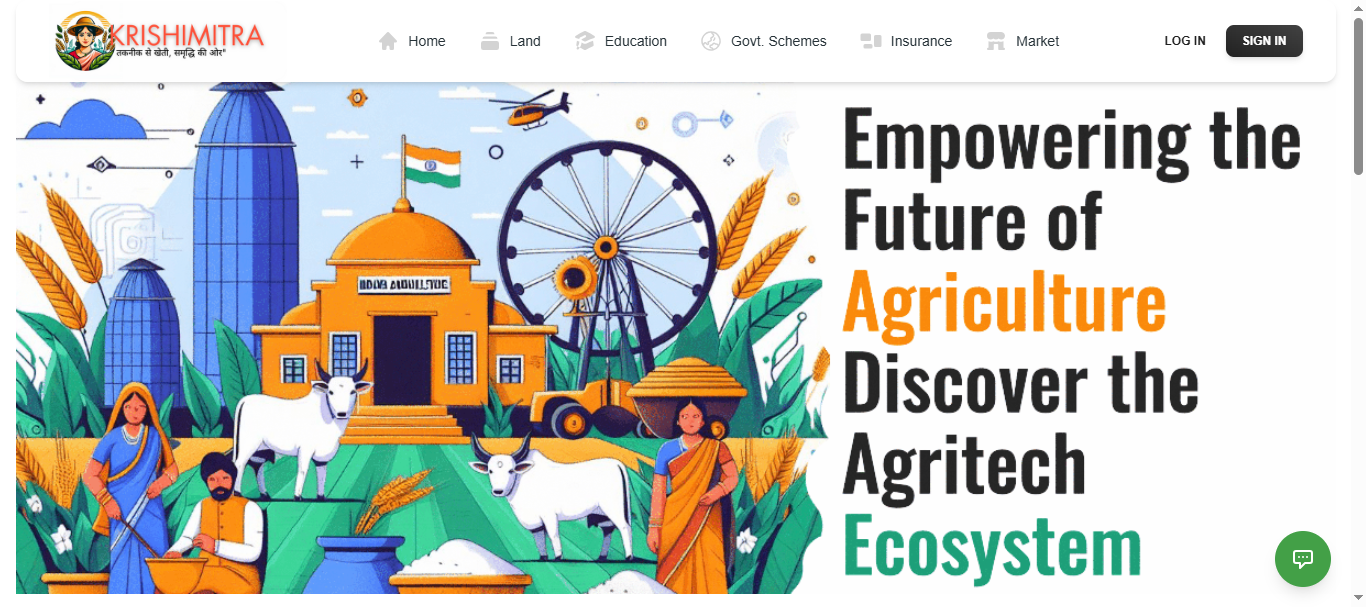 KRISHIMITRA
तकनीक से खेती, समृद्धि की ओर"
Home
Land
Education
Govt. Schemes
Insurance
Market
LOG IN
SIGN IN
Empowering the
Future of
Agriculture
Discover the
Agritech
Ecosystem